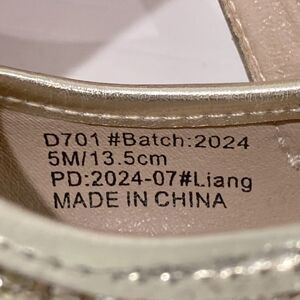 D701 #Batch:2024
5M/13.5cm
PD:2024-07#Liang
MADE IN CHINA